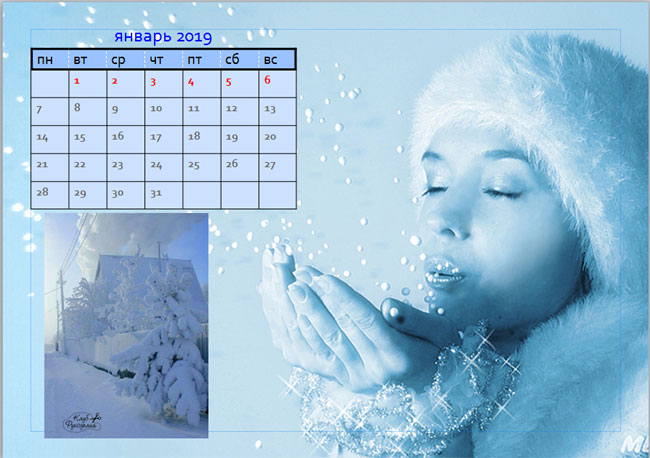 январь 2019
пн вт ср чт пт сб вс
1 2 3 4 5 6
7 8 9 10 11 12 13
14 15 16 17 18 19 20
21 22 23 24 25 26 27
28 29 30 31
Клуб
Рукоделия